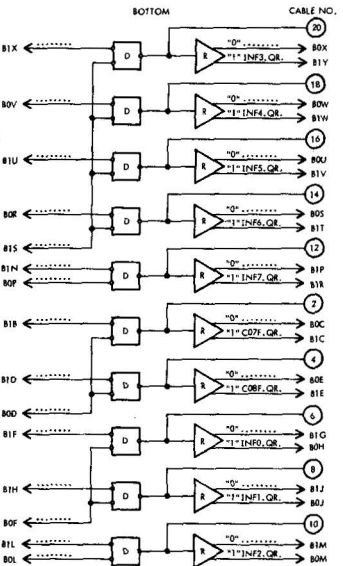 BOTTOM CABLE NO.
20
B1X D R "0" B0X
"1" INF3.QR. B1Y
18
B0V D R "0" B0W
"1" INF4.QR. B1W
16
B1U D R "0" B0U
"1" INF5.QR. B1V
14
B0R D R "0" B0S
"1" INF6.QR. B1T
B1S
12
B1N D R "0" B1P
B0P "1" INF7.QR. B1R
2
B1B D R "0" B0C
"1" C07F.QR. B1C
4
B1D D R "0" B0E
"1" C08F.QR. B1E
B0D
6
B1F D R "0" B1G
"1" INF0.QR. B0H
8
B1H D R "0" B1J
"1" INF1.QR. B0J
B0F
10
B1L D R "0" B1M
B0L "1" INF2.QR. B0M